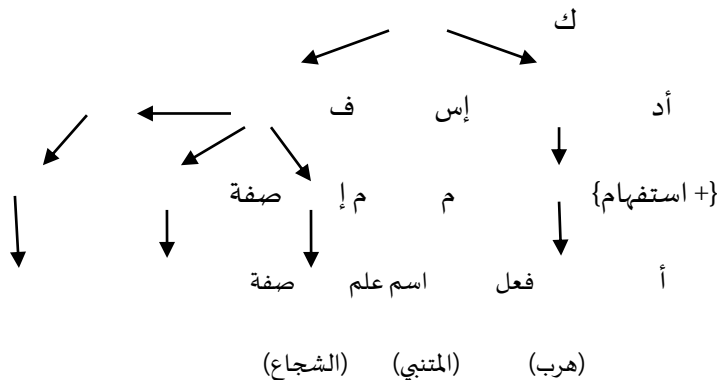 ك
أد إس ف
{+ استفهام} م م إ صفة
أ فعل اسم علم صفة
(هرب) (المتنبي) (الشجاع)